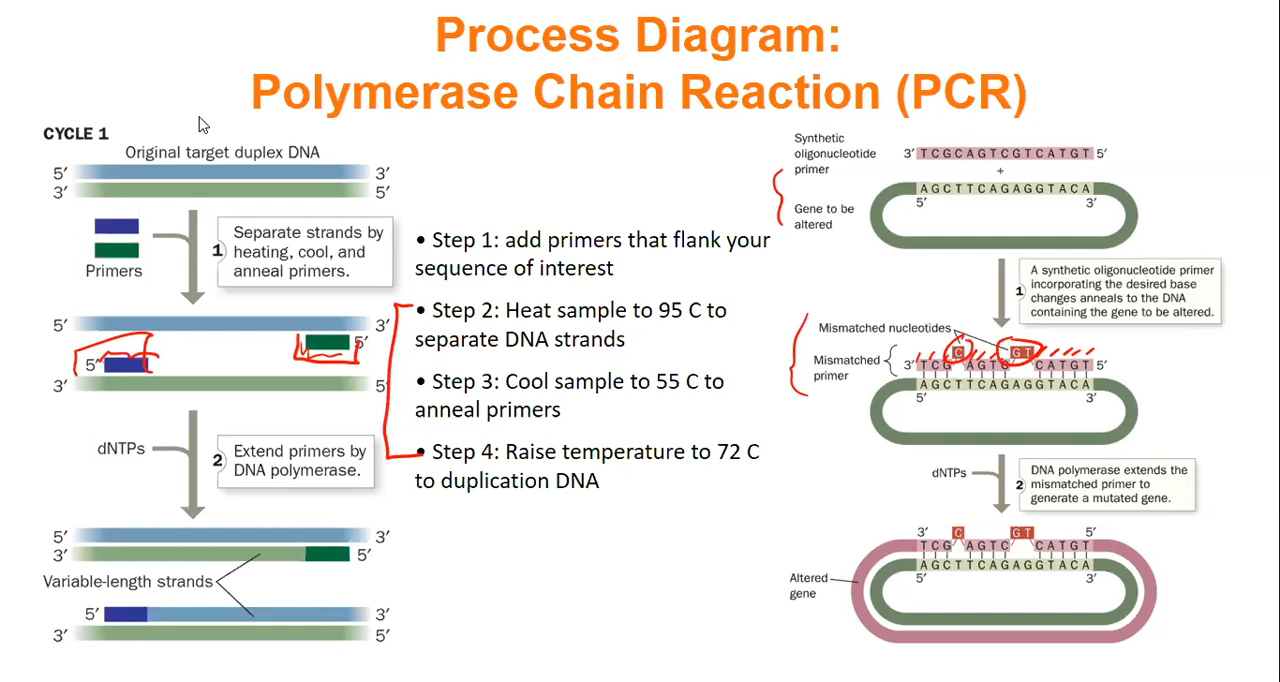 Process Diagram:
Polymerase Chain Reaction (PCR)
CYCLE 1
Original target duplex DNA
5′ 3′
3′ 5′
Primers
1 Separate strands by
heating, cool, and
anneal primers.
5′ 3′
5′
5′
3′ 5′
dNTPs
2 Extend primers by
DNA polymerase.
5′ 3′
3′ 5′
Variable-length strands
5′ 3′
3′ 5′
• Step 1: add primers that flank your
sequence of interest
• Step 2: Heat sample to 95 C to
separate DNA strands
• Step 3: Cool sample to 55 C to
anneal primers
• Step 4: Raise temperature to 72 C
to duplication DNA
Synthetic
oligonucleotide
primer
3′ TCGCAGTCGTCATGT 5′
+
Gene to be
altered
AGCTTCAGAGGTACA
5′ 3′
1 A synthetic oligonucleotide primer
incorporating the desired base
changes anneals to the DNA
containing the gene to be altered.
Mismatched nucleotides
Mismatched
primer
C GT
TCG AGTC CATGT 5′
AGCTTCAGAGGTACA
5′ 3′
dNTPs
2 DNA polymerase extends the
mismatched primer to
generate a mutated gene.
3′ C GT 5′
TCG AGTC CATGT
AGCTTCAGAGGTACA
5′ 3′
Altered
gene